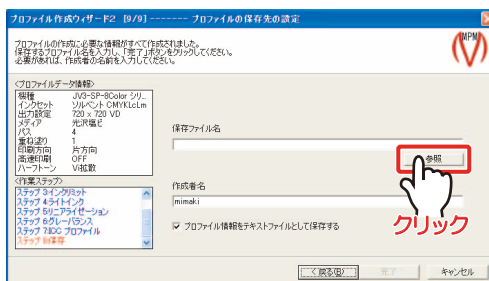 プロファイル作成ウィザード2 [9/9] ------- プロファイルの保存先の設定
プロファイルの作成に必要な情報がすべて作成されました。
保存するプロファイル名を入力し、「完了」ボタンをクリックしてください。
必要があれば、作成者の名前を入力してください。
MPM
<プロファイルデータ情報>
機種 JV3-SP-8Color シリ...
インクセット ソルベント CMYKLcLm
出力設定 720 x 720 VD
メディア 光沢塩ビ
パス 4
重ね塗り 1
印刷方向 片方向
高速印刷 OFF
ハーフトーン Vi拡散
<作業ステップ>
ステップ 3:インクリミット
ステップ 4:ライトインク
ステップ 5:リニアライゼーション
ステップ 6:グレーバランス
ステップ 7:ICC プロファイル
ステップ 8:保存
保存ファイル名
参照
クリック
作成者名
mimaki
プロファイル情報をテキストファイルとして保存する
< 戻る(B)
完了
キャンセル